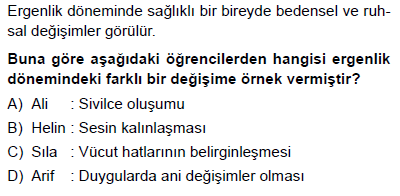 Ergenlik döneminde sağlıklı bir bireyde bedensel ve ruh-
sal değişimler görülür.
Buna göre aşağıdaki öğrencilerden hangisi ergenlik
dönemindeki farklı bir değişime örnek vermiştir?
A) Ali : Sivilce oluşumu
B) Helin : Sesin kalınlaşması
C) Sıla : Vücut hatlarının belirginleşmesi
D) Arif : Duygularda ani değişimler olması